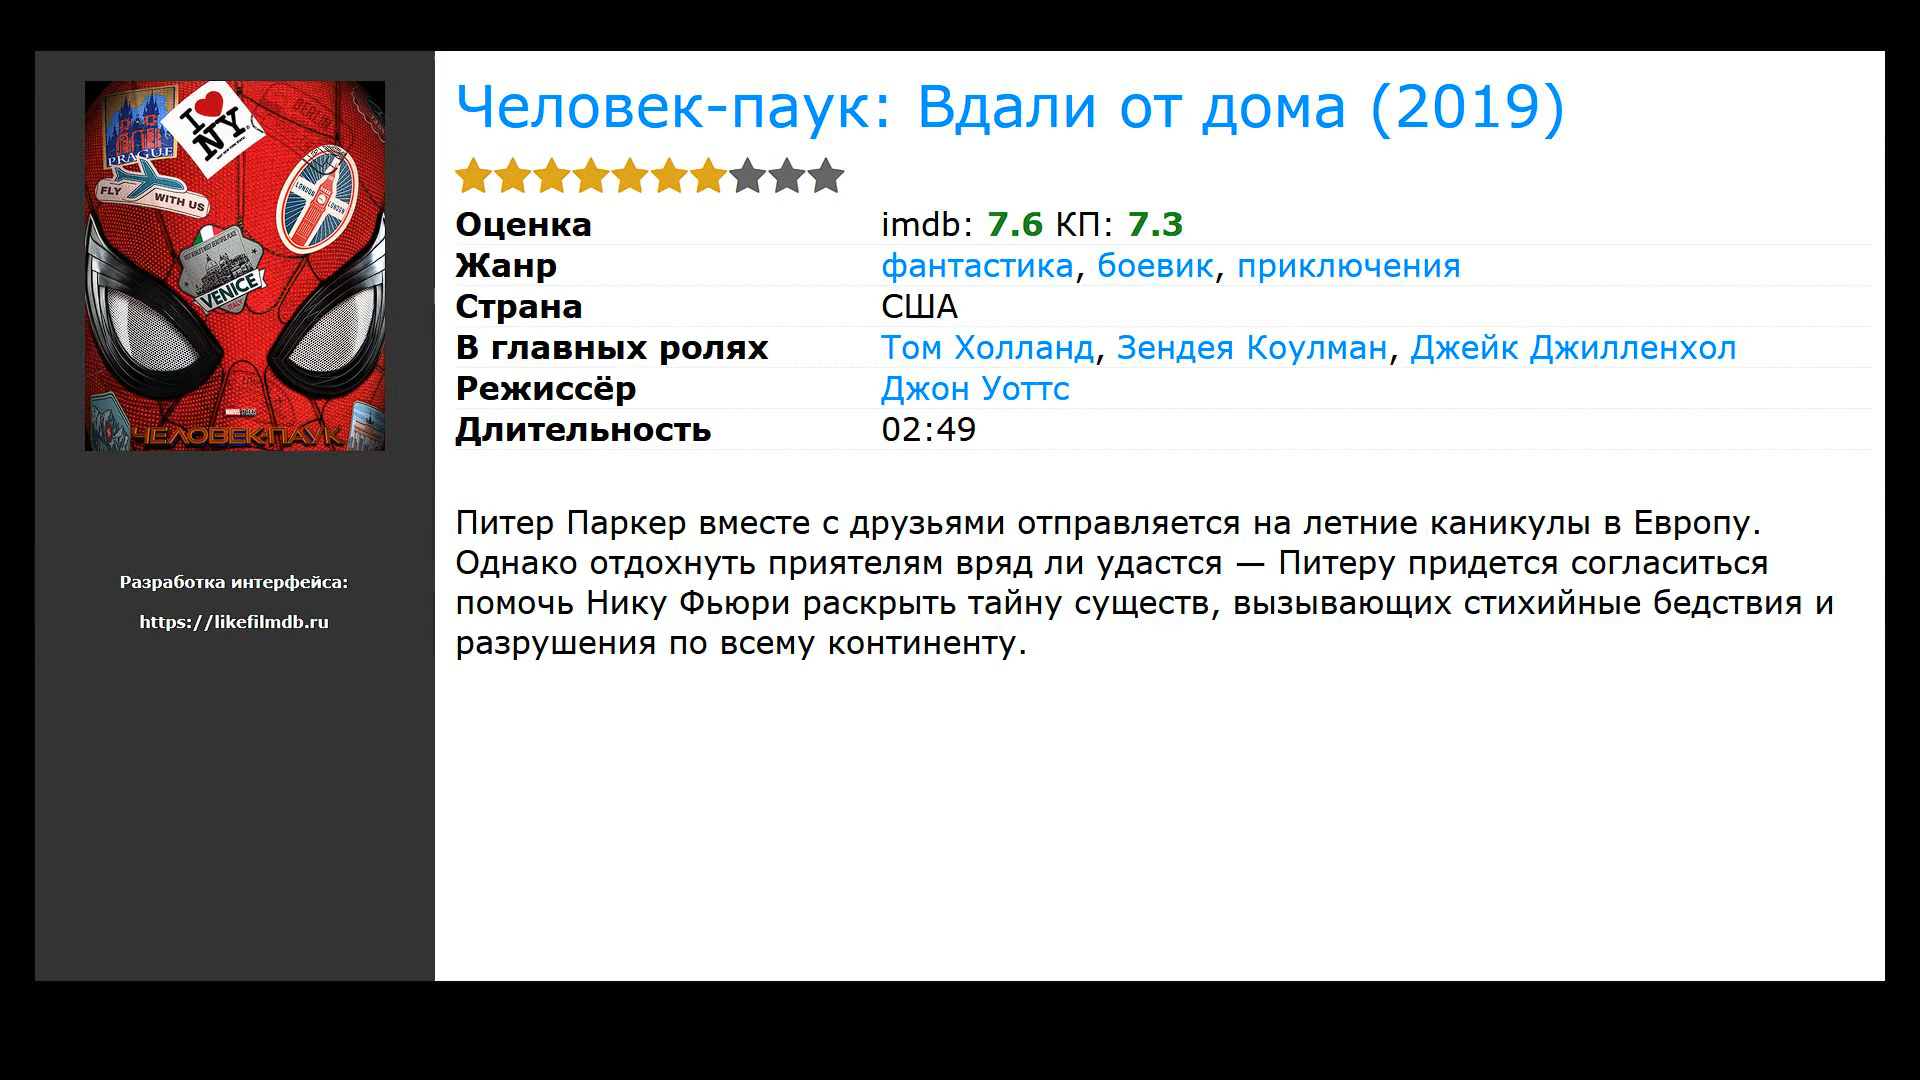 PRAGUE
I NY
FLY WITH US
LONDON LONDON
VENICE
MARVEL STUDIOS
ЧЕЛОВЕК-ПАУК
Разработка интерфейса:
https://likefilmdb.ru
Человек-паук: Вдали от дома (2019)
Оценка imdb: 7.6 КП: 7.3
Жанр фантастика, боевик, приключения
Страна США
В главных ролях Том Холланд, Зендея Коулман, Джейк Джилленхол
Режиссёр Джон Уоттс
Длительность 02:49
Питер Паркер вместе с друзьями отправляется на летние каникулы в Европу.
Однако отдохнуть приятелям вряд ли удастся — Питеру придется согласиться
помочь Нику Фьюри раскрыть тайну существ, вызывающих стихийные бедствия и
разрушения по всему континенту.